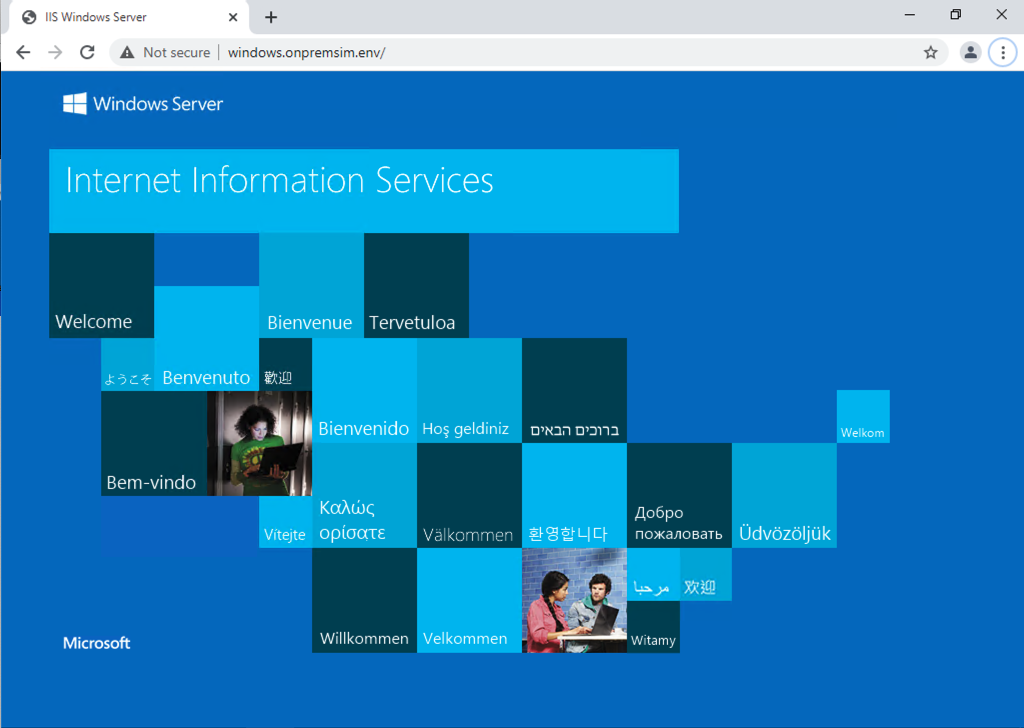 IIS Windows Server
Not secure
windows.onpremsim.env/
Windows Server
Internet Information Services
Welcome
Bienvenue
Tervetuloa
ようこそ
Benvenuto
歡迎
Bienvenido
Hoş geldiniz
ברוכים הבאים
Welkom
Bem-vindo
Vítejte
Καλώς
ορίσατε
Välkommen
환영합니다
Добро
пожаловать
Üdvözöljük
Willkommen
Velkommen
مرحبا
欢迎
Witamy
Microsoft